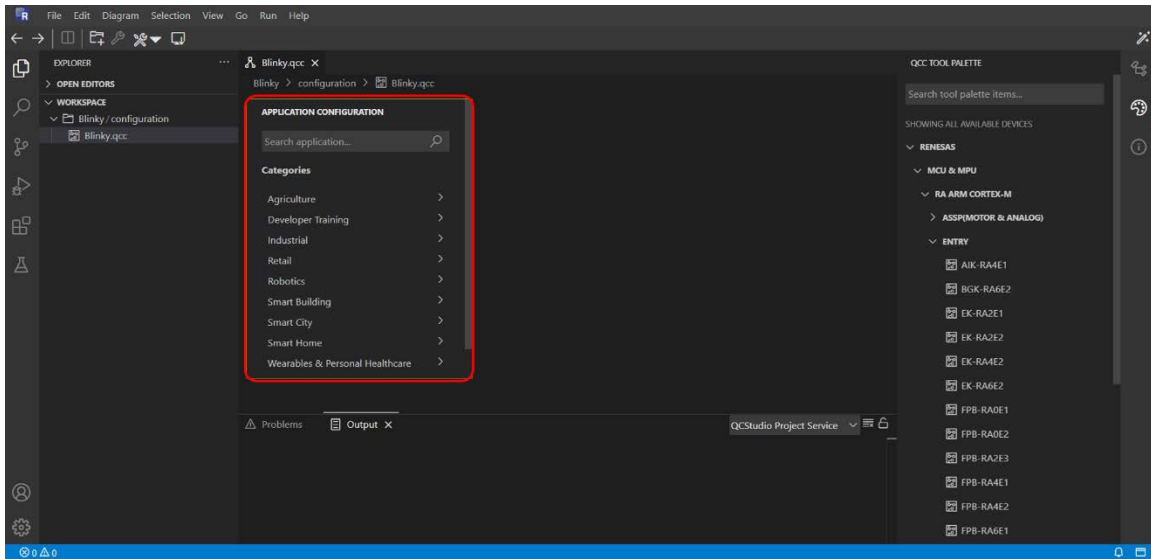 R File Edit Diagram Selection View Go Run Help
EXPLORER ...
OPEN EDITORS
WORKSPACE
Blinky/configuration
Blinky.qcc
Blinky.qcc
Blinky > configuration > Blinky.qcc
APPLICATION CONFIGURATION
Search application...
Categories
Agriculture
Developer Training
Industrial
Retail
Robotics
Smart Building
Smart City
Smart Home
Wearables & Personal Healthcare
Problems Output
QCStudio Project Service
QCC TOOL PALETTE
Search tool palette items...
SHOWING ALL AVAILABLE DEVICES
RENESAS
MCU & MPU
RA ARM CORTEX-M
ASSP(MOTOR & ANALOG)
ENTRY
AIK-RA4E1
BGK-RA6E2
EK-RA2E1
EK-RA2E2
EK-RA4E2
EK-RA6E2
FPB-RA0E1
FPB-RA0E2
FPB-RA2E3
FPB-RA4E1
FPB-RA4E2
FPB-RA6E1
0 0